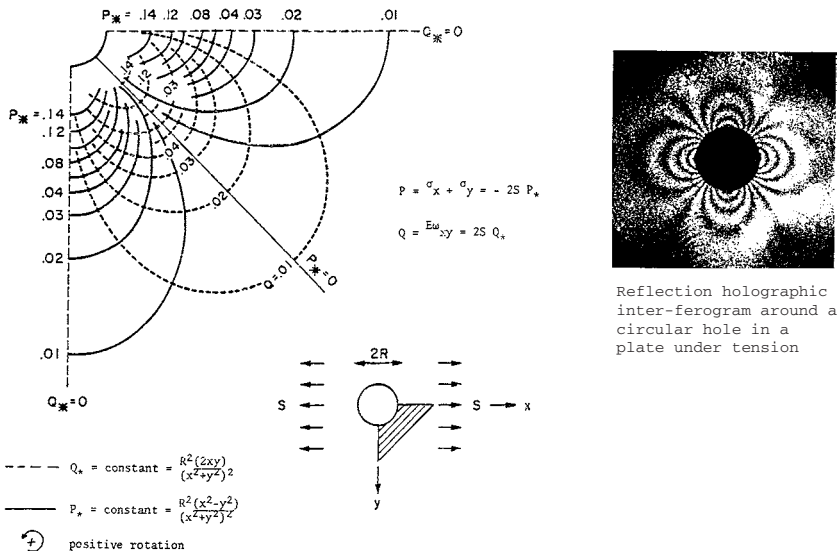 P* = .14 .12 .08 .04 .03 .02 .01
Q*=0
.14
.12
.03
P* = .14
.12
.08
.04
.03
.02
.01
.04
.03
.02
Q=.01
P*=0
Q*=0
P = σx + σy = - 2S P*
Q = Eωxy = 2S Q*
Reflection holographic
inter-ferogram around a
circular hole in a
plate under tension
2R
S
S
x
y
Q* = constant = R²(2xy) / (x²+y²)²
P* = constant = R²(x²-y²) / (x²+y²)²
+ positive rotation